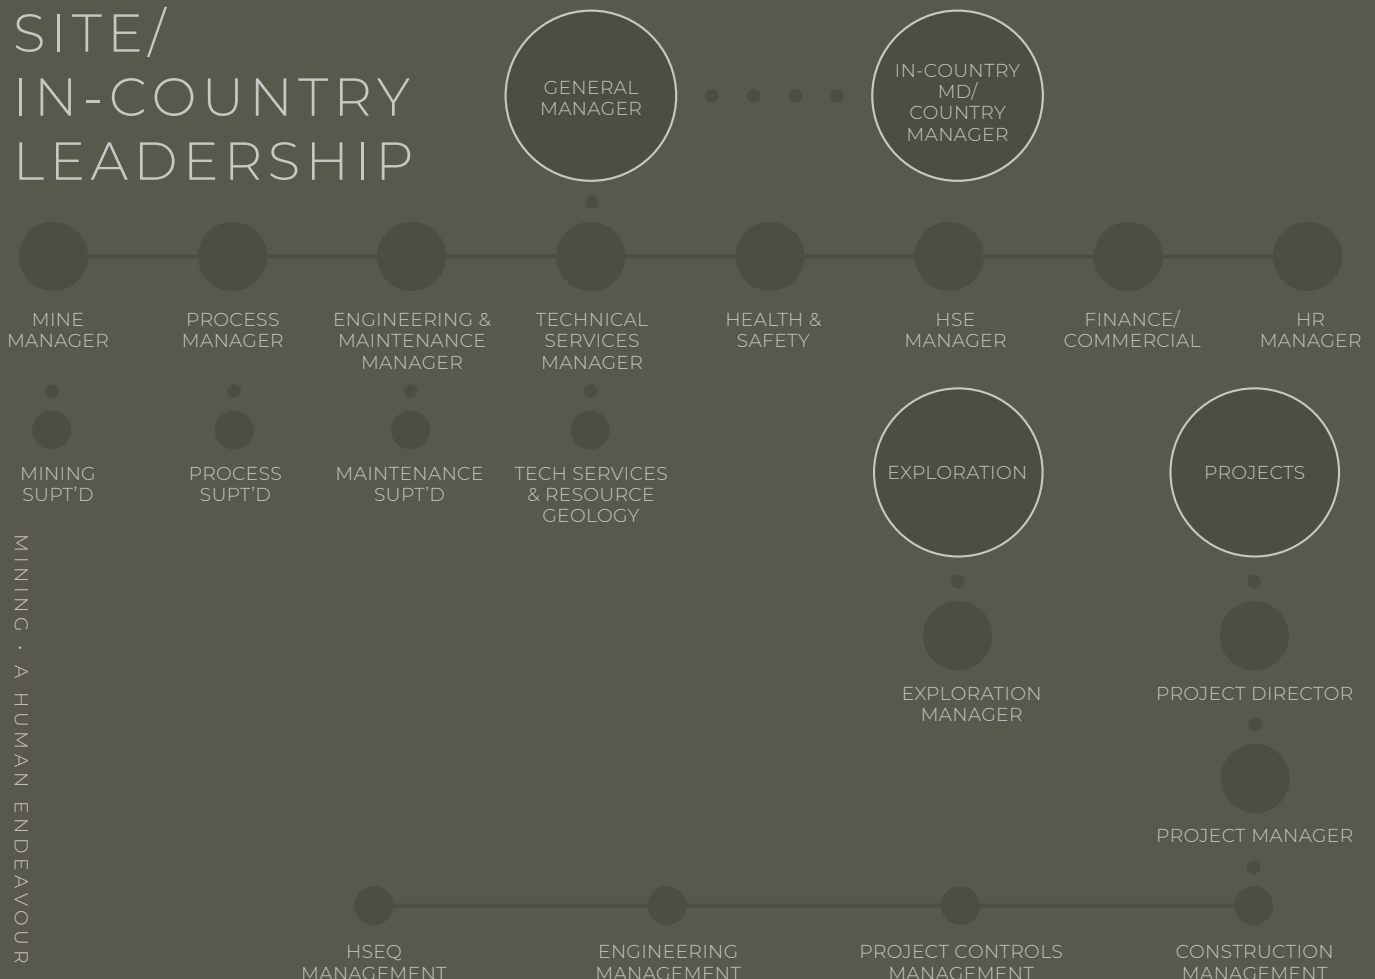 SITE/
IN-COUNTRY
LEADERSHIP
GENERAL
MANAGER
IN-COUNTRY
MD/
COUNTRY
MANAGER
MINE
MANAGER
PROCESS
MANAGER
ENGINEERING &
MAINTENANCE
MANAGER
TECHNICAL
SERVICES
MANAGER
HEALTH &
SAFETY
HSE
MANAGER
FINANCE/
COMMERCIAL
HR
MANAGER
MINING
SUPT’D
PROCESS
SUPT’D
MAINTENANCE
SUPT’D
TECH SERVICES
& RESOURCE
GEOLOGY
EXPLORATION
PROJECTS
EXPLORATION
MANAGER
PROJECT DIRECTOR
PROJECT MANAGER
HSEQ
MANAGEMENT
ENGINEERING
MANAGEMENT
PROJECT CONTROLS
MANAGEMENT
CONSTRUCTION
MANAGEMENT
MINING · A HUMAN ENDEAVOUR